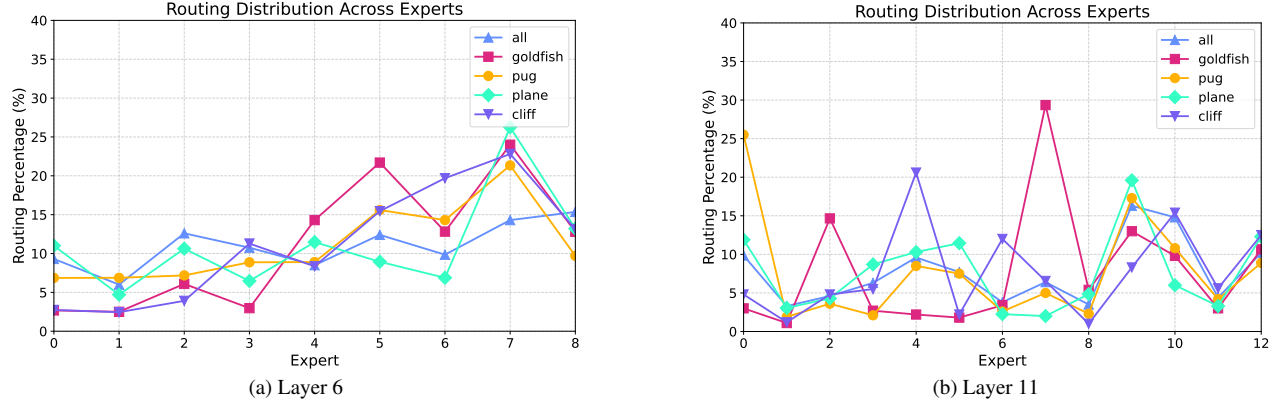 Routing Distribution Across Experts
40
35
30
25
20
15
10
5
0
Routing Percentage (%)
all
goldfish
pug
plane
cliff
0 1 2 3 4 5 6 7 8
Expert
(a) Layer 6
Routing Distribution Across Experts
40
35
30
25
20
15
10
5
0
Routing Percentage (%)
all
goldfish
pug
plane
cliff
0 2 4 6 8 10 12
Expert
(b) Layer 11